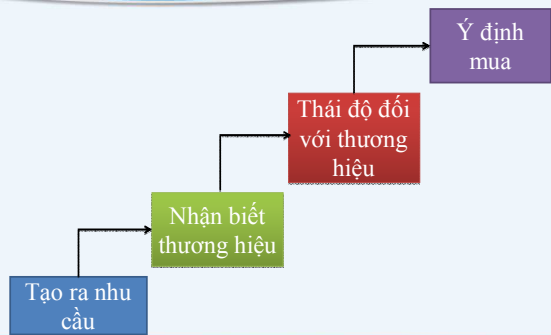 Ý định
mua
Thái độ đối
với thương
hiệu
Nhận biết
thương hiệu
Tạo ra nhu
cầu